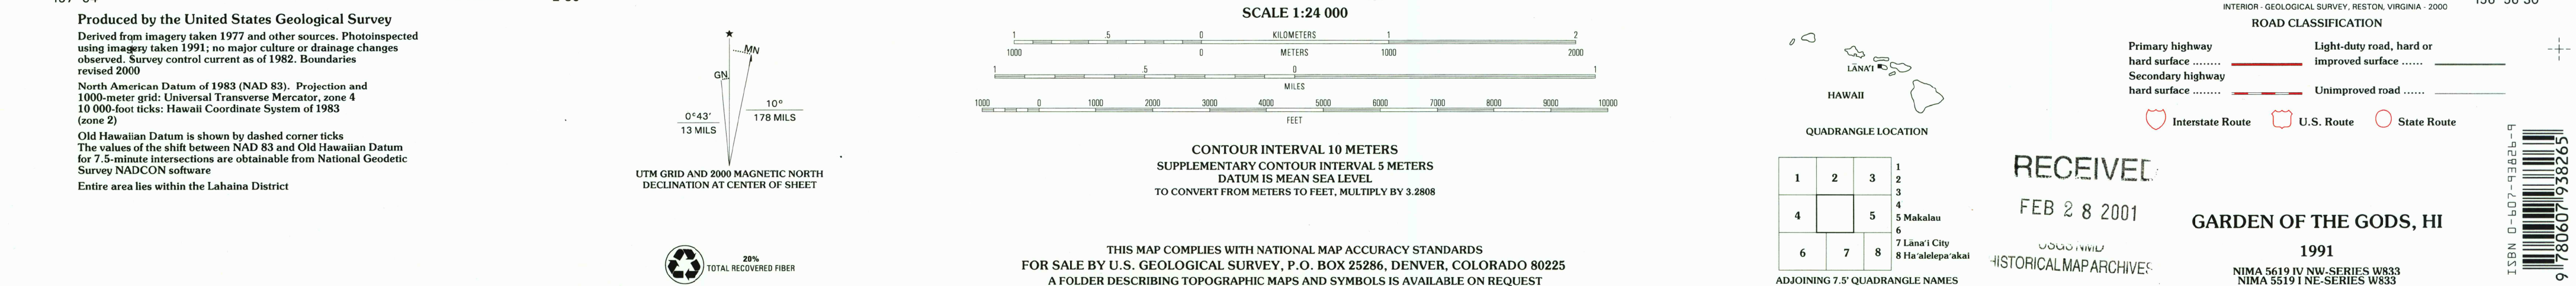 Produced by the United States Geological Survey
Derived from imagery taken 1977 and other sources. Photoinspected
using imagery taken 1991; no major culture or drainage changes
observed. Survey control current as of 1982. Boundaries
revised 2000
North American Datum of 1983 (NAD 83). Projection and
1000-meter grid: Universal Transverse Mercator, zone 4
10 000-foot ticks: Hawaii Coordinate System of 1983
(zone 2)
Old Hawaiian Datum is shown by dashed corner ticks
The values of the shift between NAD 83 and Old Hawaiian Datum
for 7.5-minute intersections are obtainable from National Geodetic
Survey NADCON software
Entire area lies within the Lahaina District
MN
GN
0°43′
13 MILS
10°
178 MILS
UTM GRID AND 2000 MAGNETIC NORTH
DECLINATION AT CENTER OF SHEET
20%
TOTAL RECOVERED FIBER
SCALE 1:24 000
1 .5 0 KILOMETERS 1 2
1000 0 METERS 1000 2000
1 .5 0 1
MILES
1000 0 1000 2000 3000 4000 5000 6000 7000 8000 9000 10000
FEET
CONTOUR INTERVAL 10 METERS
SUPPLEMENTARY CONTOUR INTERVAL 5 METERS
DATUM IS MEAN SEA LEVEL
TO CONVERT FROM METERS TO FEET, MULTIPLY BY 3.2808
THIS MAP COMPLIES WITH NATIONAL MAP ACCURACY STANDARDS
FOR SALE BY U.S. GEOLOGICAL SURVEY, P.O. BOX 25286, DENVER, COLORADO 80225
A FOLDER DESCRIBING TOPOGRAPHIC MAPS AND SYMBOLS IS AVAILABLE ON REQUEST
LĀNA'I
HAWAII
QUADRANGLE LOCATION
1 2 3
4 5
6 7 8
1
2
3
4
5 Makalau
6
7 Lāna'i City
8 Ha'alelepa'akai
ADJOINING 7.5' QUADRANGLE NAMES
INTERIOR - GEOLOGICAL SURVEY, RESTON, VIRGINIA - 2000
ROAD CLASSIFICATION
Primary highway
hard surface ........
Light-duty road, hard or
improved surface ......
Secondary highway
hard surface ........
Unimproved road ......
Interstate Route
U.S. Route
State Route
RECEIVED
FEB 28 2001
HISTORICAL MAP ARCHIVES
GARDEN OF THE GODS, HI
1991
NIMA 5619 IV NW-SERIES W833
NIMA 5519 I NE-SERIES W833
ISBN 0-607-93826-9
9 780607 938265